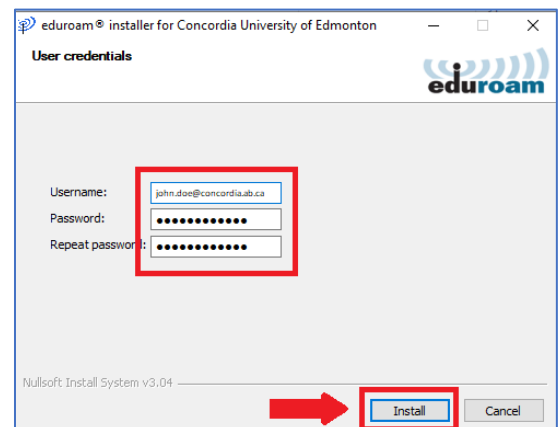 eduroam® installer for Concordia University of Edmonton
User credentials
eduroam
Username: john.doe@concordia.ab.ca
Password: ●●●●●●●●●●●●
Repeat password: ●●●●●●●●●●●●
Nullsoft Install System v3.04
Install Cancel